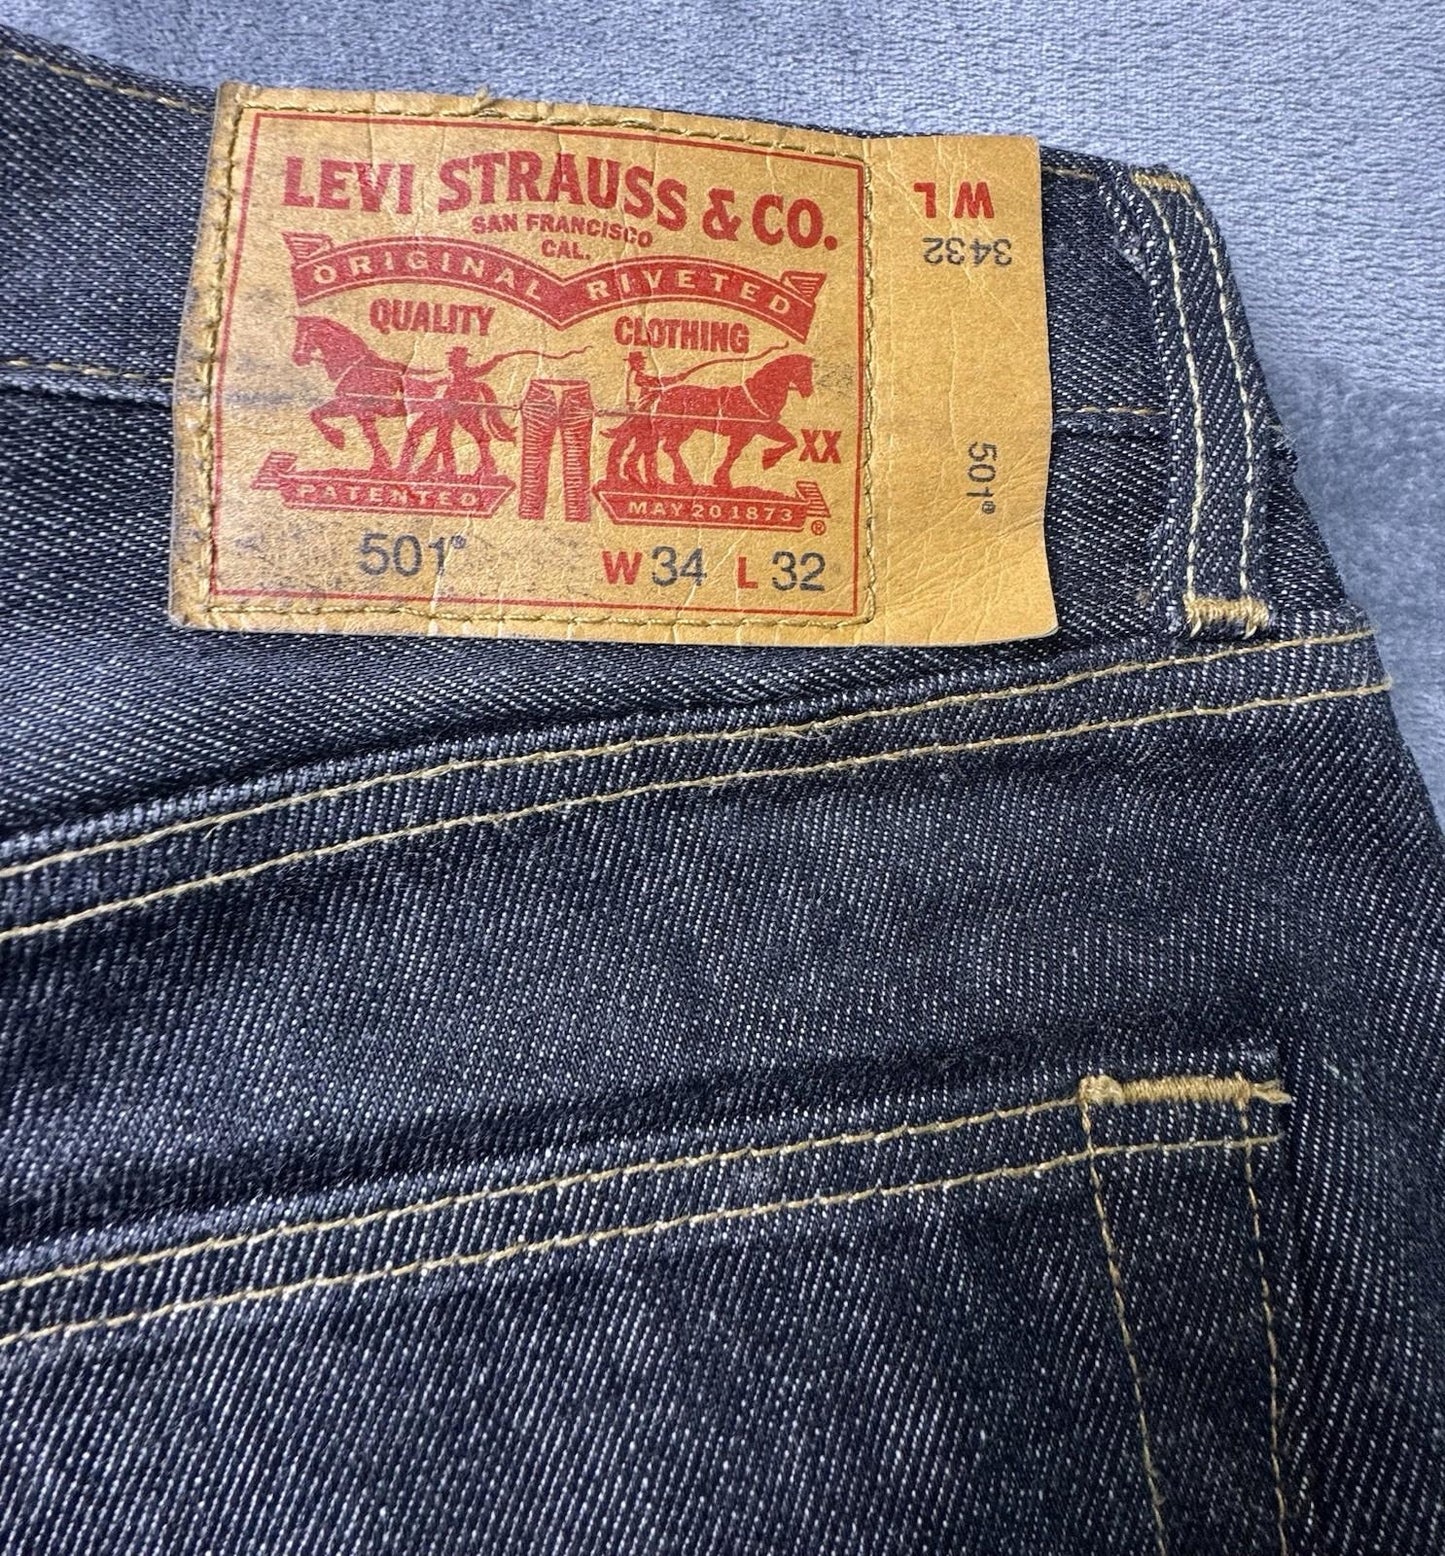 LEVI STRAUSS & CO.
SAN FRANCISCO
CAL.
ORIGINAL RIVETED
QUALITY CLOTHING
XX
PATENTED MAY 20 1873 ®
501® W34 L32
W L
3432
501®